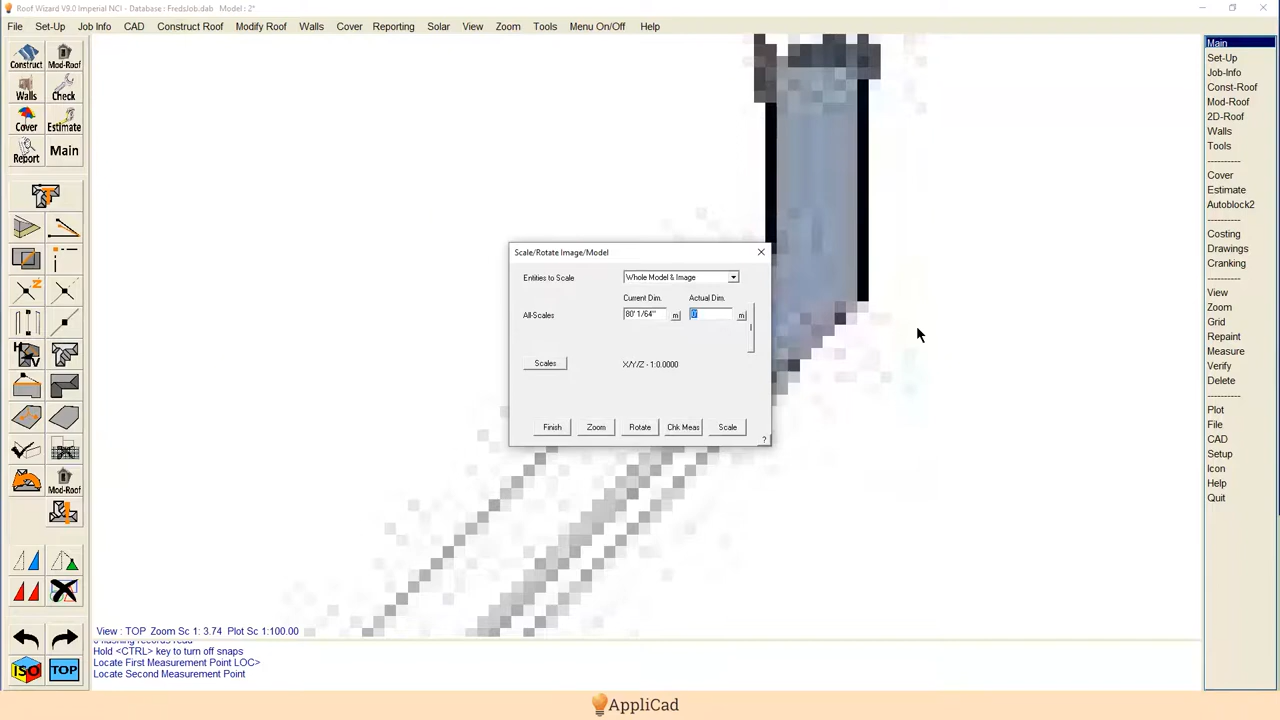 Roof Wizard V9.0 Imperial NCI - Database : FredsJob.dab Model : 2*
File Set-Up Job Info CAD Construct Roof Modify Roof Walls Cover Reporting Solar View Zoom Tools Menu On/Off Help
Construct Mod-Roof
Walls Check
Cover Estimate
Report Main
Mod-Roof
ISO TOP
Scale/Rotate Image/Model
Entities to Scale Whole Model & Image
Current Dim. Actual Dim.
All-Scales 80' 1/64" m m
Scales X/Y/Z - 1:0.0000
Finish Zoom Rotate Chk Meas Scale
?
View : TOP Zoom Sc 1: 3.74 Plot Sc 1:100.00
Hold <CTRL> key to turn off snaps
Locate First Measurement Point LOC>
Locate Second Measurement Point
Main
Set-Up
Job-Info
Const-Roof
Mod-Roof
2D-Roof
Walls
Tools
----------
Cover
Estimate
Autoblock2
----------
Costing
Drawings
Cranking
----------
View
Zoom
Grid
Repaint
Measure
Verify
Delete
----------
Plot
File
CAD
Setup
Icon
Help
Quit
AppliCad